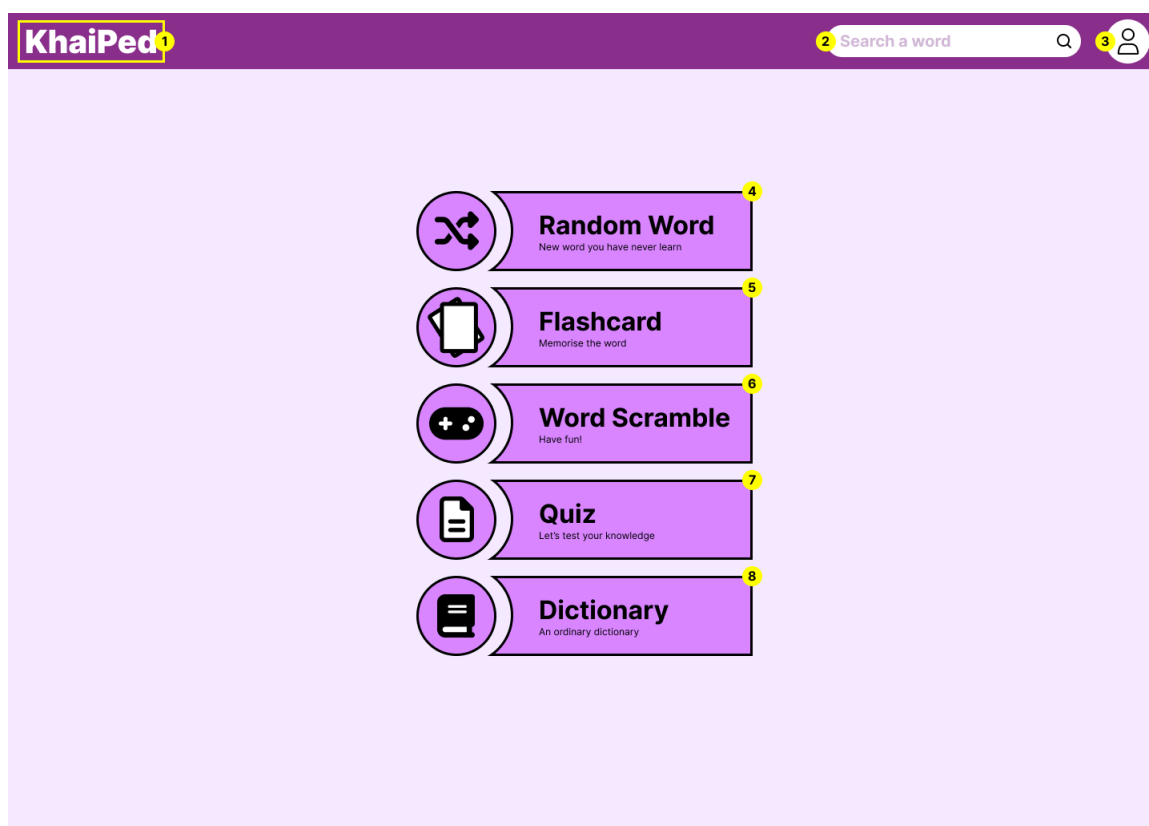 KhaiPed 1
2 Search a word 3
4
Random Word
New word you have never learn
5
Flashcard
Memorise the word
6
Word Scramble
Have fun!
7
Quiz
Let's test your knowledge
8
Dictionary
An ordinary dictionary